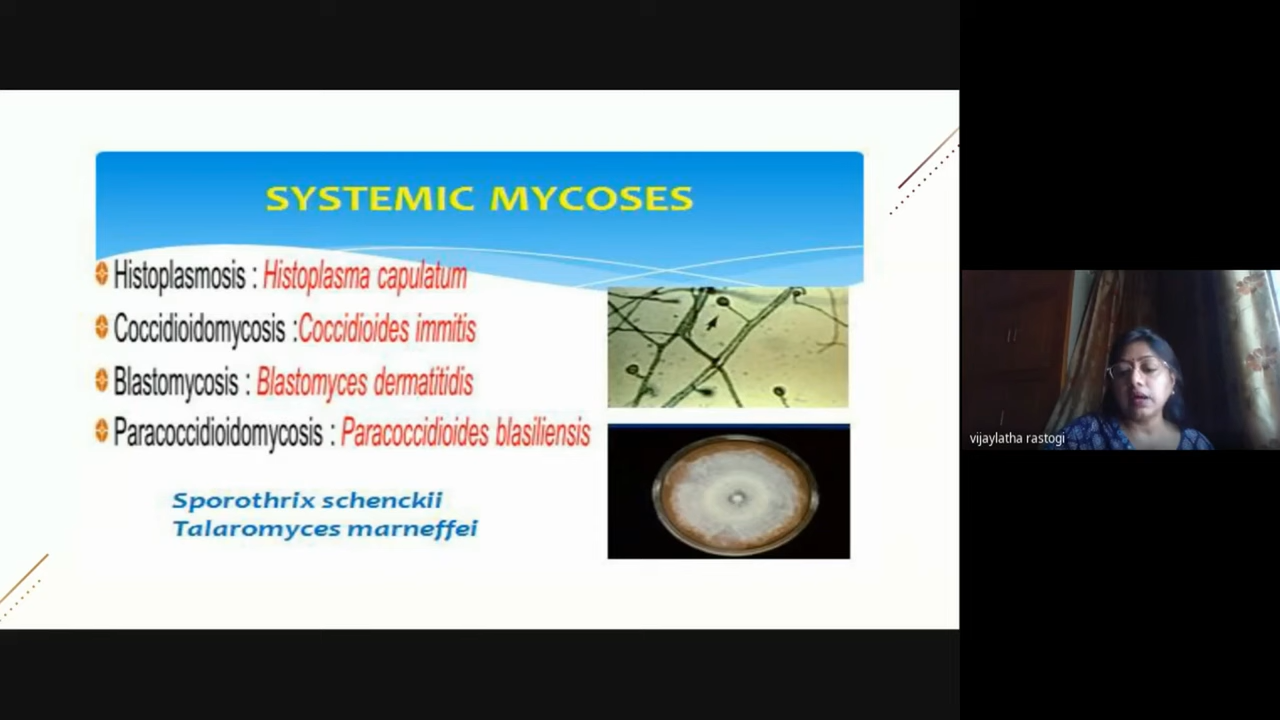 SYSTEMIC MYCOSES
Histoplasmosis : Histoplasma capulatum
Coccidioidomycosis :Coccidioides immitis
Blastomycosis : Blastomyces dermatitidis
Paracoccidioidomycosis : Paracoccidioides blasiliensis
Sporothrix schenckii
Talaromyces marneffei
vijaylatha rastogi